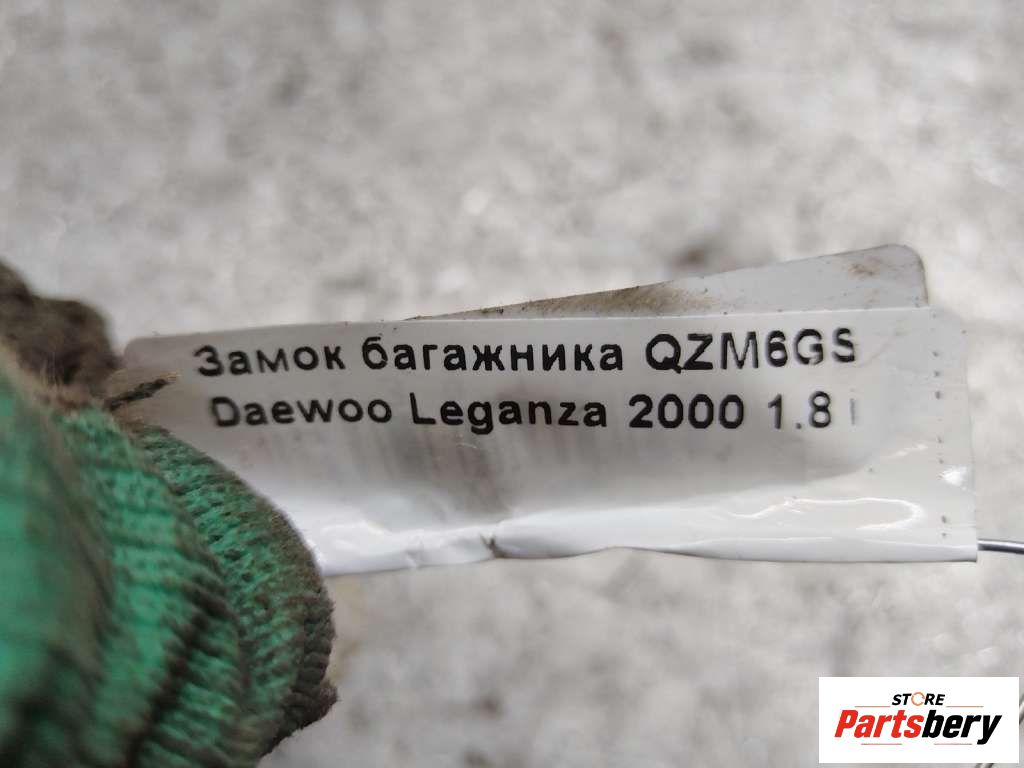 Замок багажника QZM6GS
Daewoo Leganza 2000 1.8 i
STORE
Partsbery